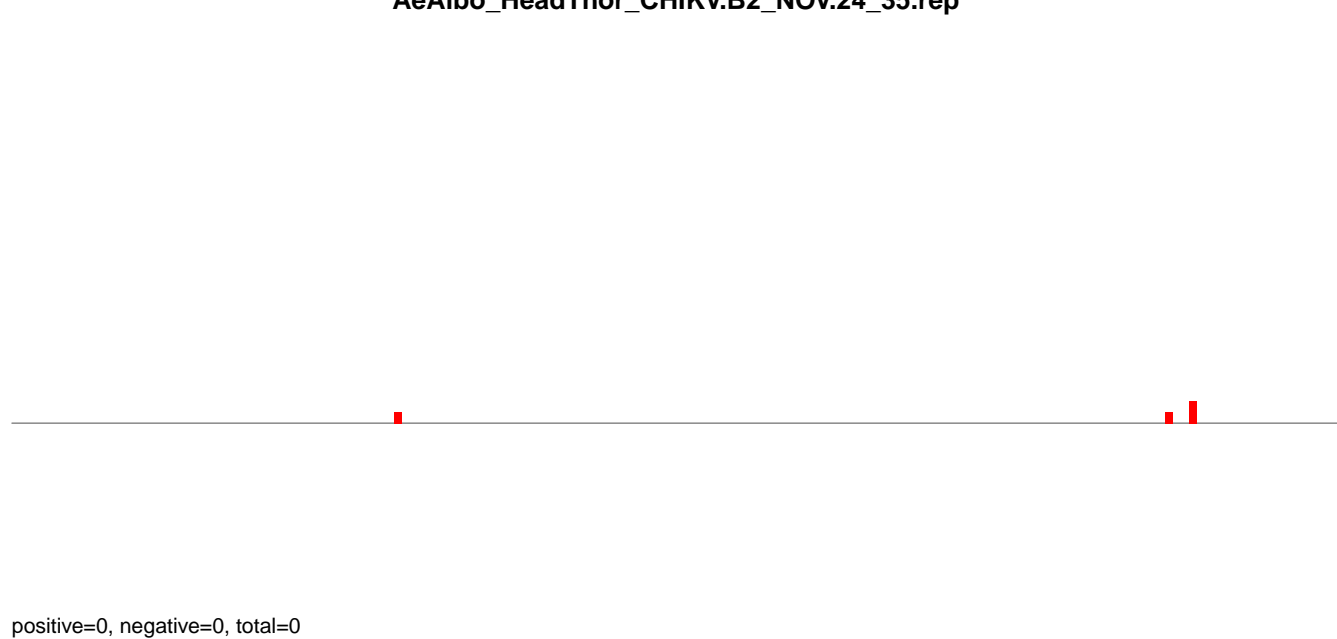 AeAlbo_HeadThor_CHIKV.B2_NOV.24_35.rep
positive=0, negative=0, total=0